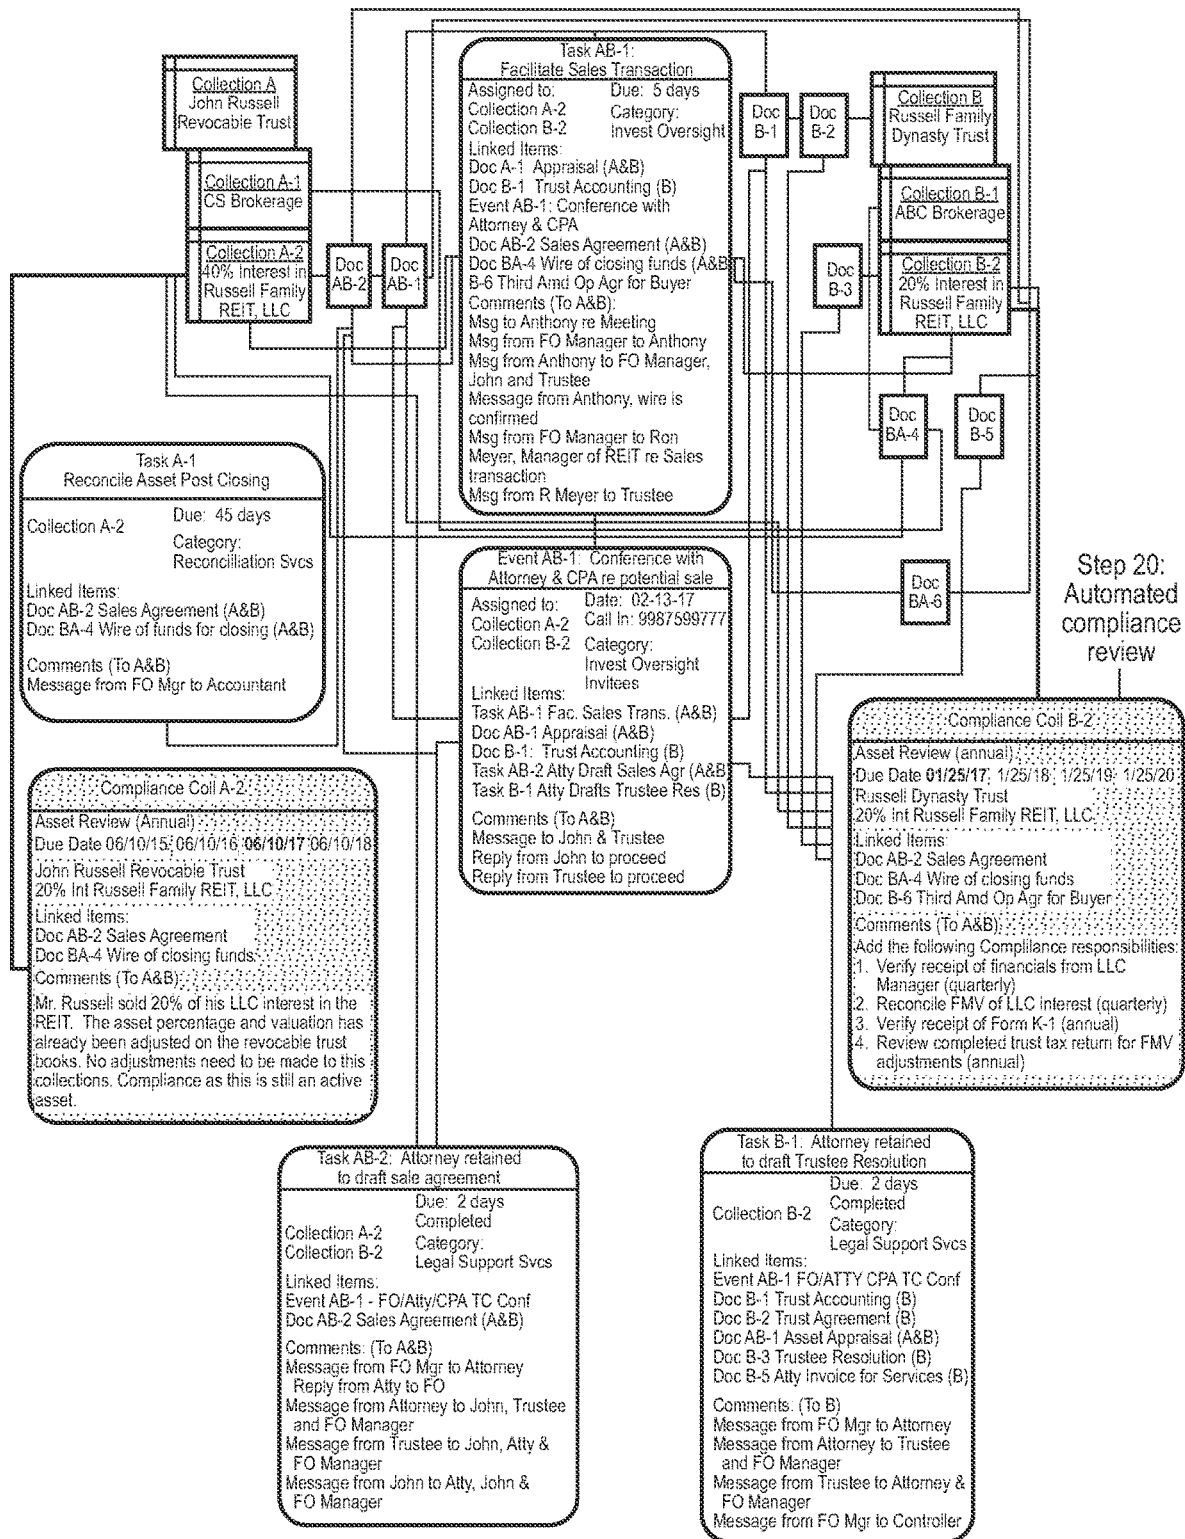 Collection A
John Russell
Revocable Trust
Collection A-1
CS Brokerage
Collection A-2
40% Interest in
Russell Family
REIT, LLC
Doc
AB-2
Doc
AB-1
Task AB-1:
Facilitate Sales Transaction
Assigned to:
Collection A-2
Collection B-2
Due: 5 days
Category:
Invest Oversight
Linked Items:
Doc A-1 Appraisal (A&B)
Doc B-1 Trust Accounting (B)
Event AB-1: Conference with
Attorney & CPA
Doc AB-2 Sales Agreement (A&B)
Doc BA-4 Wire of closing funds (A&B
B-6 Third Amd Op Agr for Buyer
Comments (To A&B):
Msg to Anthony re Meeting
Msg from FO Manager to Anthony
Msg from Anthony to FO Manager,
John and Trustee
Message from Anthony, wire is
confirmed
Msg from FO Manager to Ron
Meyer, Manager of REIT re Sales
transaction
Msg from R Meyer to Trustee
Doc
B-1
Doc
B-2
Collection B
Russell Family
Dynasty Trust
Collection B-1
ABC Brokerage
Collection B-2
20% Interest in
Russell Family
REIT, LLC
Doc
B-3
Doc
BA-4
Doc
B-5
Doc
BA-6
Task A-1
Reconcile Asset Post Closing
Collection A-2
Due: 45 days
Category:
Reconcilliation Svcs
Linked Items:
Doc AB-2 Sales Agreement (A&B)
Doc BA-4 Wire of funds for closing (A&B)
Comments (To A&B)
Message from FO Mgr to Accountant
Event AB-1: Conference with
Attorney & CPA re potential sale
Assigned to:
Collection A-2
Collection B-2
Date: 02-13-17
Call In: 9987599777
Category:
Invest Oversight
Invitees
Linked Items:
Task AB-1 Fac. Sales Trans. (A&B)
Doc AB-1 Appraisal (A&B)
Doc B-1: Trust Accounting (B)
Task AB-2 Atty Draft Sales Agr (A&B
Task B-1 Atty Drafts Trustee Res (B)
Comments (To A&B)
Message to John & Trustee
Reply from John to proceed
Reply from Trustee to proceed
Step 20:
Automated
compliance
review
Compliance Coll B-2
Asset Review (annual)
Due Date 01/25/17 1/25/18 1/25/19 1/25/20
Russell Dynasty Trust
20% Int Russell Family REIT, LLC
Linked Items:
Doc AB-2 Sales Agreement
Doc BA-4 Wire of closing funds
Doc B-6 Third Amd Op Agr for Buyer
Comments (To A&B)
Add the following Complilance responsibilities:
1. Verify receipt of financials from LLC
Manager (quarterly)
2. Reconcile FMV of LLC interest (quarterly)
3. Verify receipt of Form K-1 (annual)
4. Review completed trust tax return for FMV
adjustments (annual)
Compliance Coll A-2
Asset Review (Annual)
Due Date 06/10/15 06/10/16 06/10/17 06/10/18
John Russell Revocable Trust
20% Int Russell Family REIT, LLC
Linked Items:
Doc AB-2 Sales Agreement
Doc BA-4 Wire of closing funds
Comments (To A&B)
Mr. Russell sold 20% of his LLC interest in the
REIT. The asset percentage and valuation has
already been adjusted on the revocable trust
books. No adjustments need to be made to this
collections. Compliance as this is still an active
asset.
Task AB-2: Attorney retained
to draft sale agreement
Due: 2 days
Completed
Collection A-2
Collection B-2
Category:
Legal Support Svcs
Linked Items:
Event AB-1 - FO/Atty/CPA TC Conf
Doc AB-2 Sales Agreement (A&B)
Comments: (To A&B)
Message from FO Mgr to Attorney
Reply from Atty to FO
Message from Attorney to John, Trustee
and FO Manager
Message from Trustee to John, Atty &
FO Manager
Message from John to Atty, John &
FO Manager
Task B-1: Attorney retained
to draft Trustee Resolution
Due: 2 days
Completed
Collection B-2
Category:
Legal Support Svcs
Linked Items:
Event AB-1 FO/ATTY CPA TC Conf
Doc B-1 Trust Accounting (B)
Doc B-2 Trust Agreement (B)
Doc AB-1 Asset Appraisal (A&B)
Doc B-3 Trustee Resolution (B)
Doc B-5 Atty Invoice for Services (B)
Comments: (To B)
Message from FO Mgr to Attorney
Message from Attorney to Trustee
and FO Manager
Message from Trustee to Attorney &
FO Manager
Message from FO Mgr to Controller